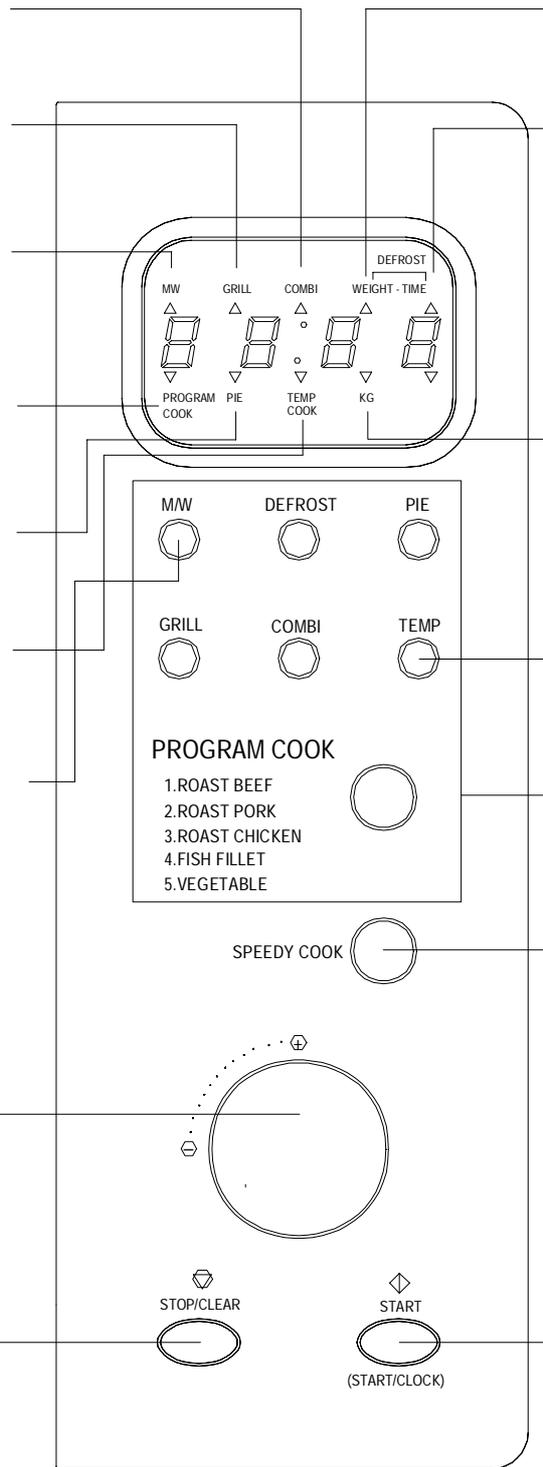 DEFROST
MW GRILL COMBI WEIGHT - TIME
PROGRAM COOK PIE TEMP COOK KG
M/W DEFROST PIE
GRILL COMBI TEMP
PROGRAM COOK
1.ROAST BEEF
2.ROAST PORK
3.ROAST CHICKEN
4.FISH FILLET
5.VEGETABLE
SPEEDY COOK
STOP/CLEAR START
(START/CLOCK)